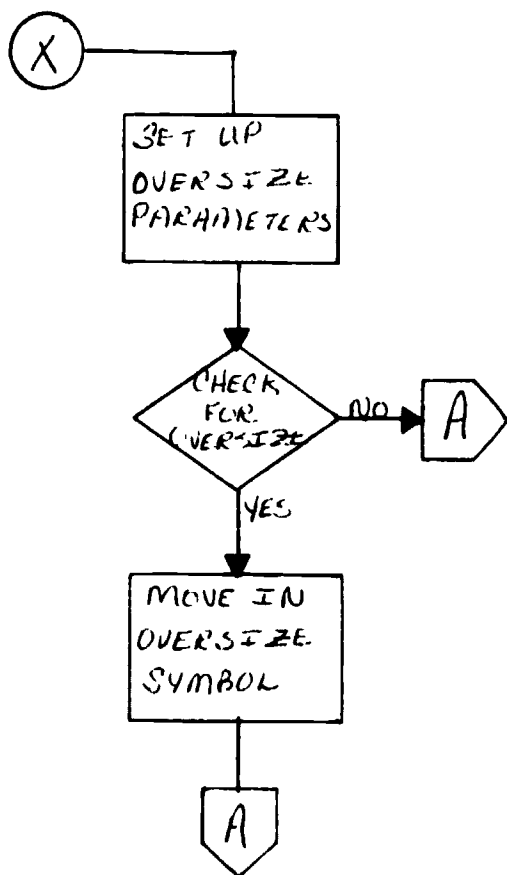 X
SET UP
OVERSIZE
PARAMETERS
CHECK
FOR
OVERSIZE
NO
A
YES
MOVE IN
OVERSIZE
SYMBOL
A